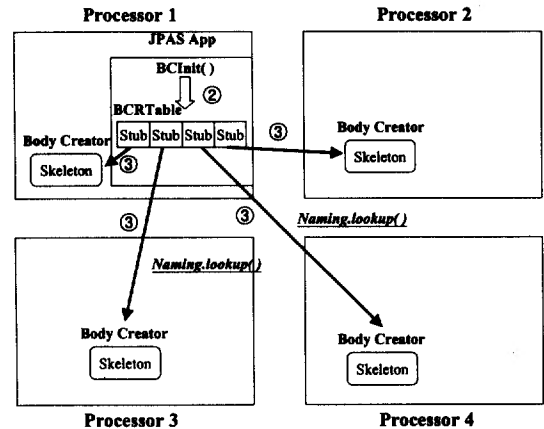 Processor 1
Processor 2
JPAS App
BCInit( )
②
BCRTable
Stub Stub Stub Stub
③
Body Creator
Skeleton
③
Body Creator
Skeleton
③
③
Naming.lookup( )
Naming.lookup( )
Body Creator
Skeleton
Body Creator
Skeleton
Processor 3
Processor 4